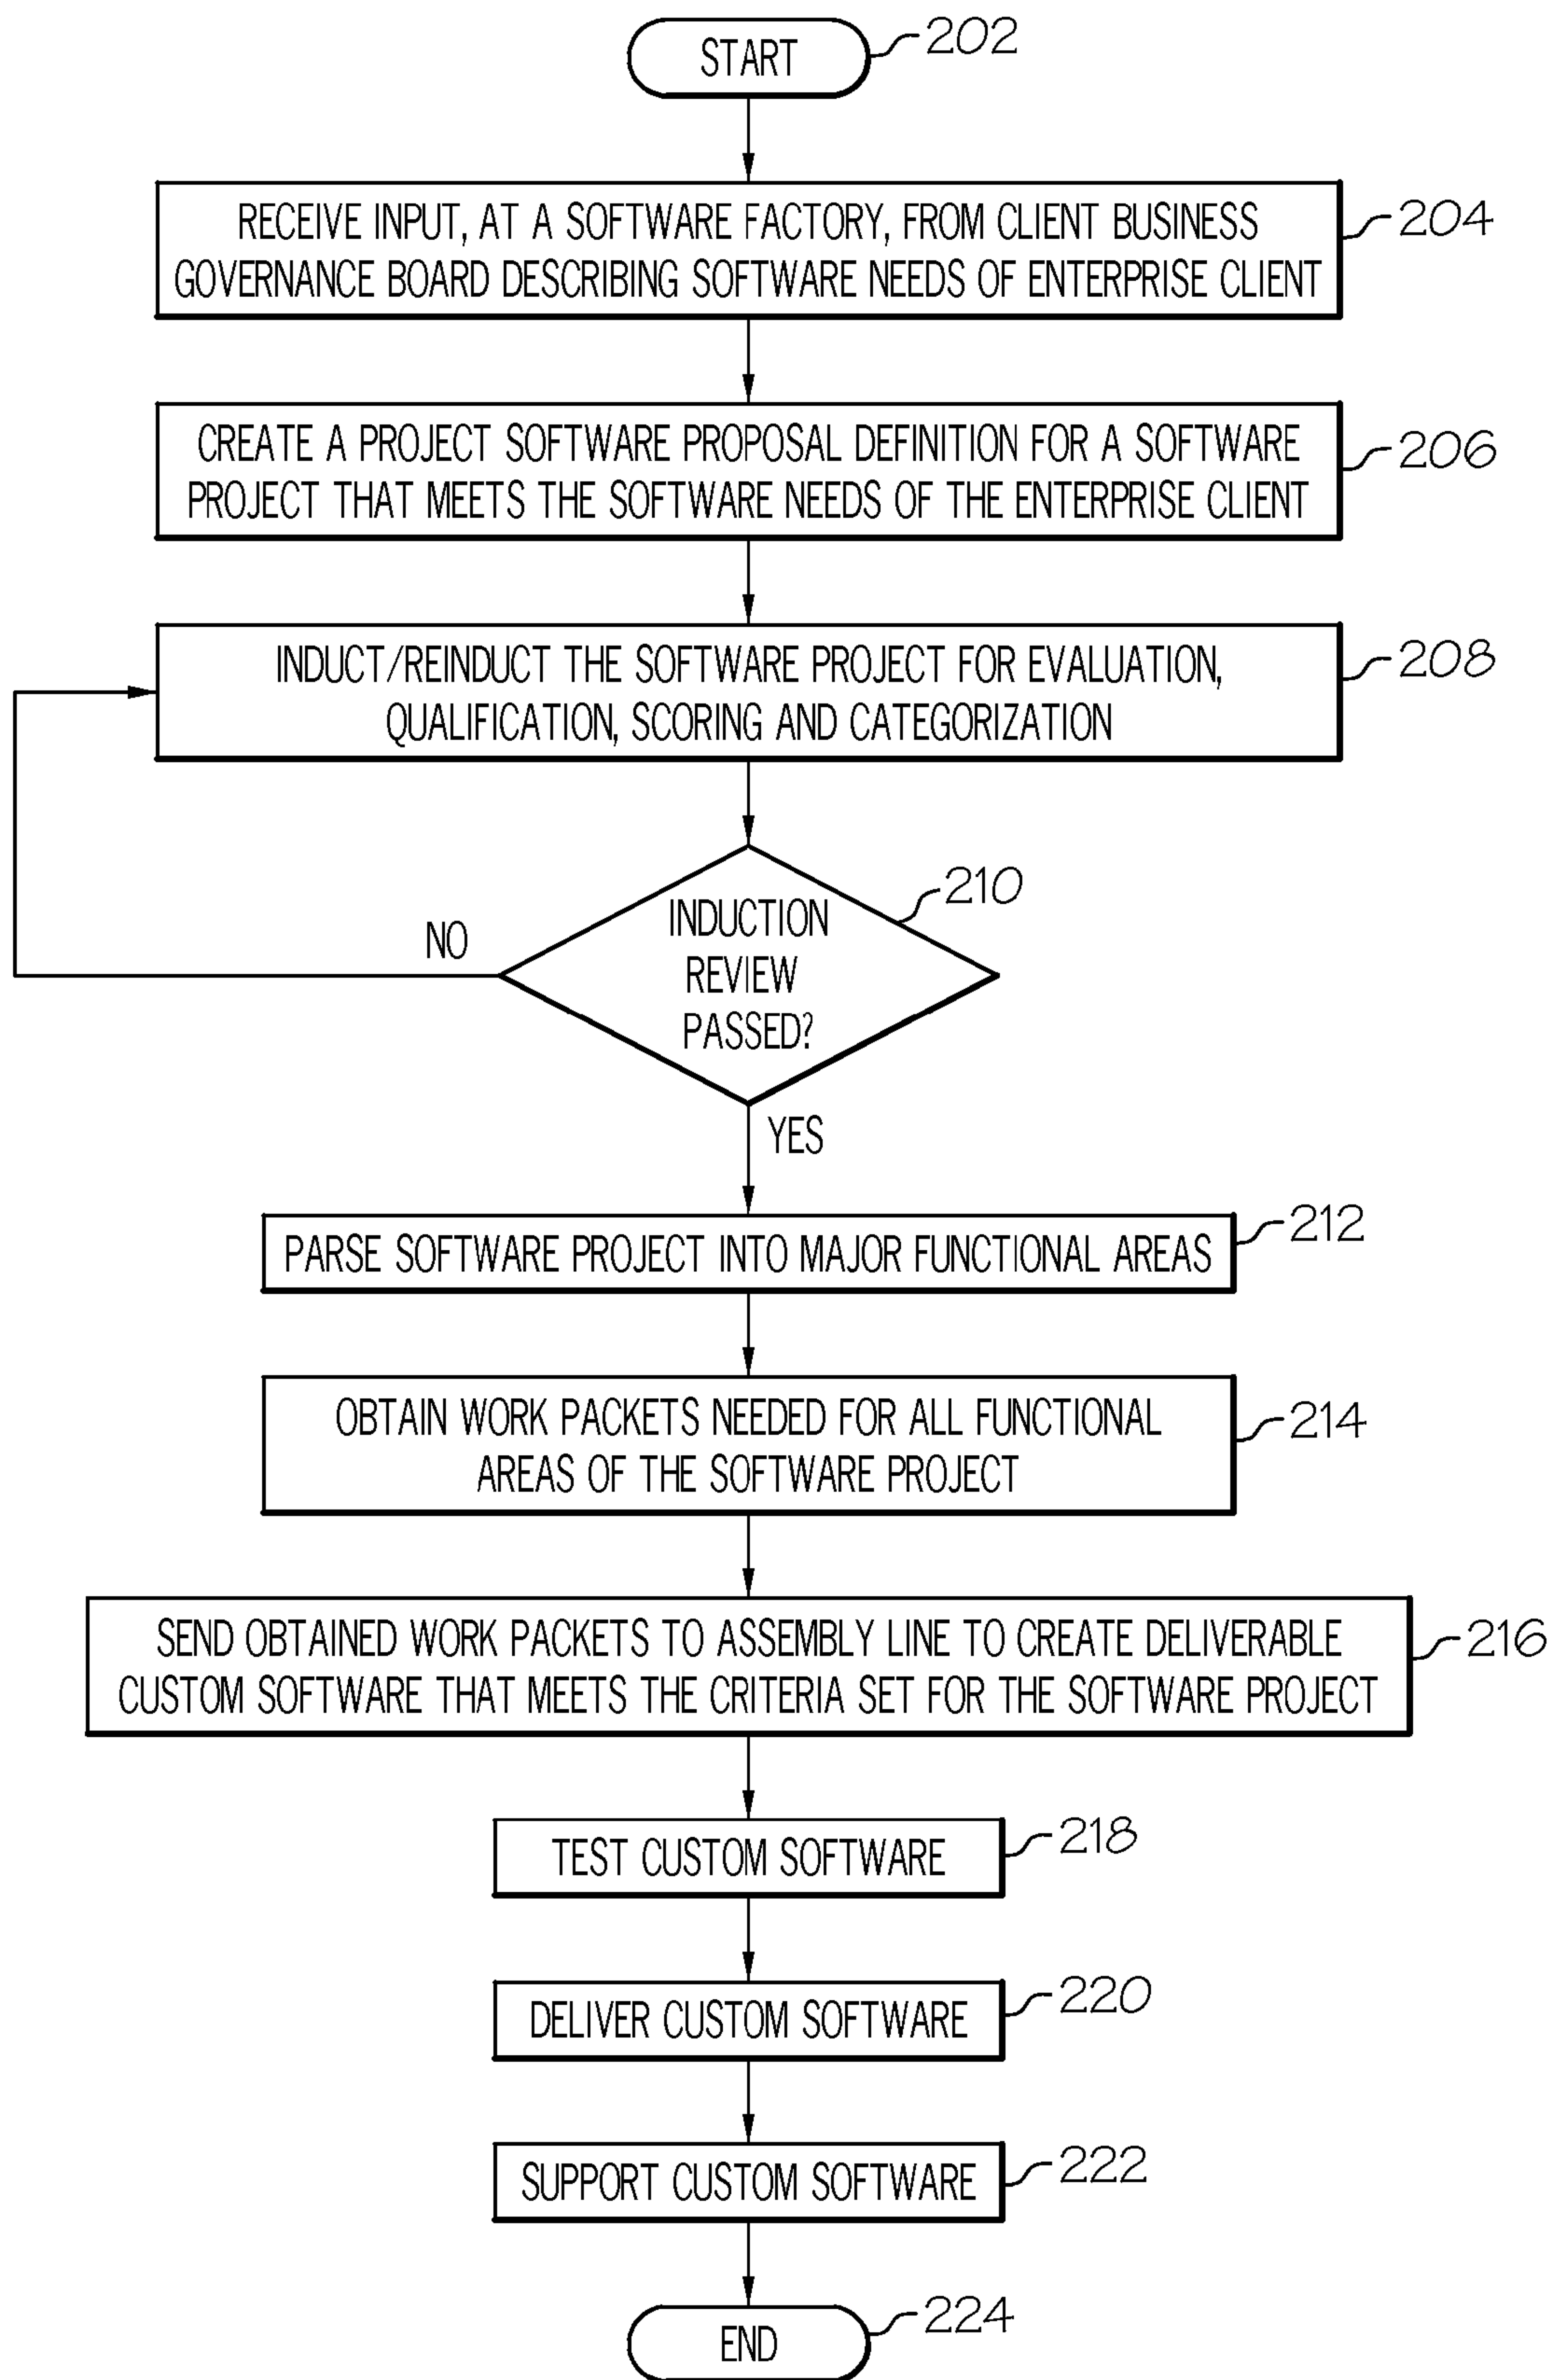 START
202
RECEIVE INPUT, AT A SOFTWARE FACTORY, FROM CLIENT BUSINESS
GOVERNANCE BOARD DESCRIBING SOFTWARE NEEDS OF ENTERPRISE CLIENT
204
CREATE A PROJECT SOFTWARE PROPOSAL DEFINITION FOR A SOFTWARE
PROJECT THAT MEETS THE SOFTWARE NEEDS OF THE ENTERPRISE CLIENT
206
INDUCT/REINDUCT THE SOFTWARE PROJECT FOR EVALUATION,
QUALIFICATION, SCORING AND CATEGORIZATION
208
INDUCTION
REVIEW
PASSED?
210
NO
YES
PARSE SOFTWARE PROJECT INTO MAJOR FUNCTIONAL AREAS
212
OBTAIN WORK PACKETS NEEDED FOR ALL FUNCTIONAL
AREAS OF THE SOFTWARE PROJECT
214
SEND OBTAINED WORK PACKETS TO ASSEMBLY LINE TO CREATE DELIVERABLE
CUSTOM SOFTWARE THAT MEETS THE CRITERIA SET FOR THE SOFTWARE PROJECT
216
TEST CUSTOM SOFTWARE
218
DELIVER CUSTOM SOFTWARE
220
SUPPORT CUSTOM SOFTWARE
222
END
224